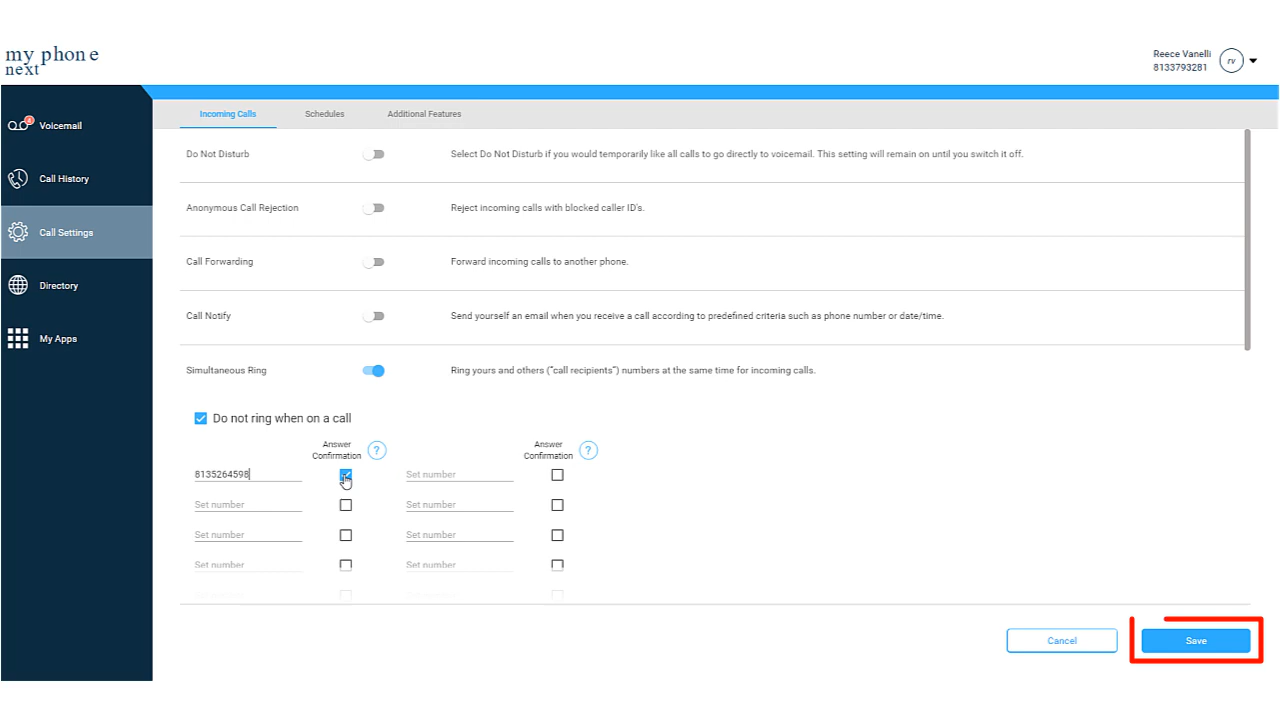 my phone
next
Reece Vanelli
8133793281
rv
4
Voicemail
Call History
Call Settings
Directory
My Apps
Incoming Calls Schedules Additional Features
Do Not Disturb Select Do Not Disturb if you would temporarily like all calls to go directly to voicemail. This setting will remain on until you switch it off.
Anonymous Call Rejection Reject incoming calls with blocked caller ID's.
Call Forwarding Forward incoming calls to another phone.
Call Notify Send yourself an email when you receive a call according to predefined criteria such as phone number or date/time.
Simultaneous Ring Ring yours and others ("call recipients") numbers at the same time for incoming calls.
Do not ring when on a call
Answer Answer
Confirmation ? Confirmation ?
8135264598 Set number
Set number Set number
Set number Set number
Set number Set number
Cancel Save